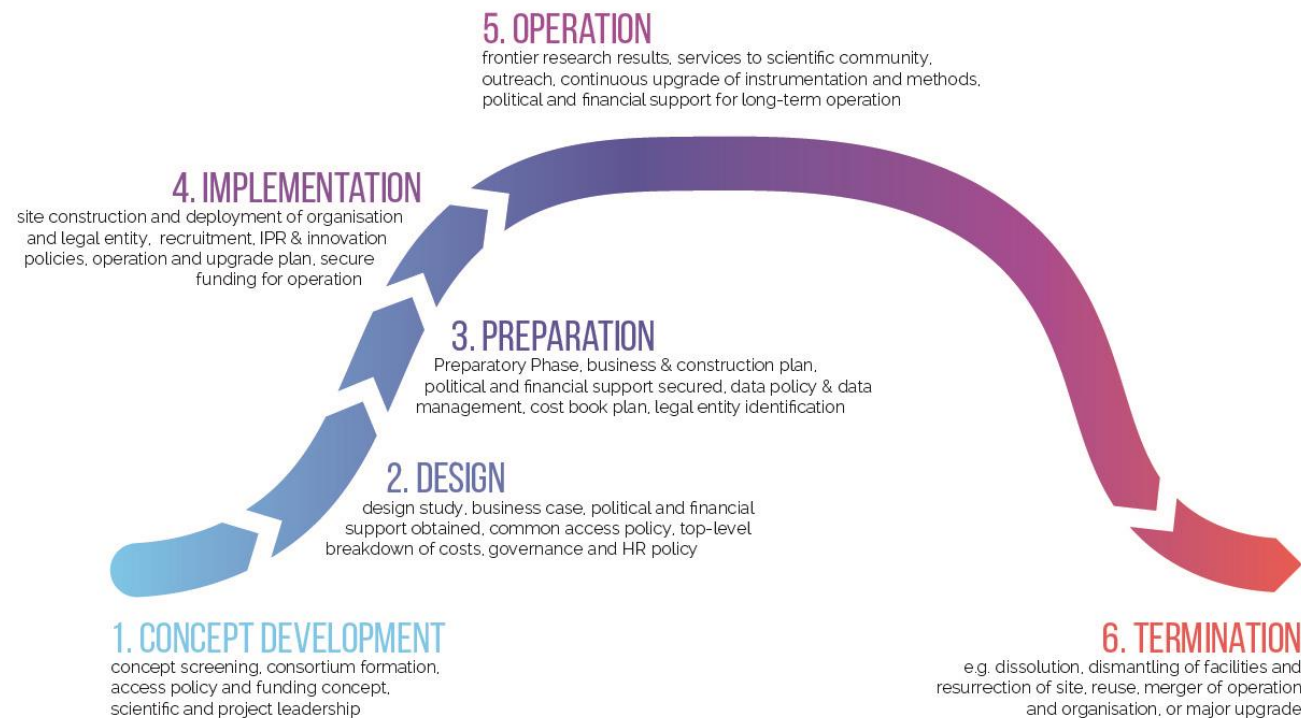 5. OPERATION
frontier research results, services to scientific community,
outreach, continuous upgrade of instrumentation and methods,
political and financial support for long-term operation
4. IMPLEMENTATION
site construction and deployment of organisation
and legal entity, recruitment, IPR & innovation
policies, operation and upgrade plan, secure
funding for operation
3. PREPARATION
Preparatory Phase, business & construction plan,
political and financial support secured, data policy & data
management, cost book plan, legal entity identification
2. DESIGN
design study, business case, political and financial
support obtained, common access policy, top-level
breakdown of costs, governance and HR policy
1. CONCEPT DEVELOPMENT
concept screening, consortium formation,
access policy and funding concept,
scientific and project leadership
6. TERMINATION
e.g. dissolution, dismantling of facilities and
resurrection of site, reuse, merger of operation
and organisation, or major upgrade